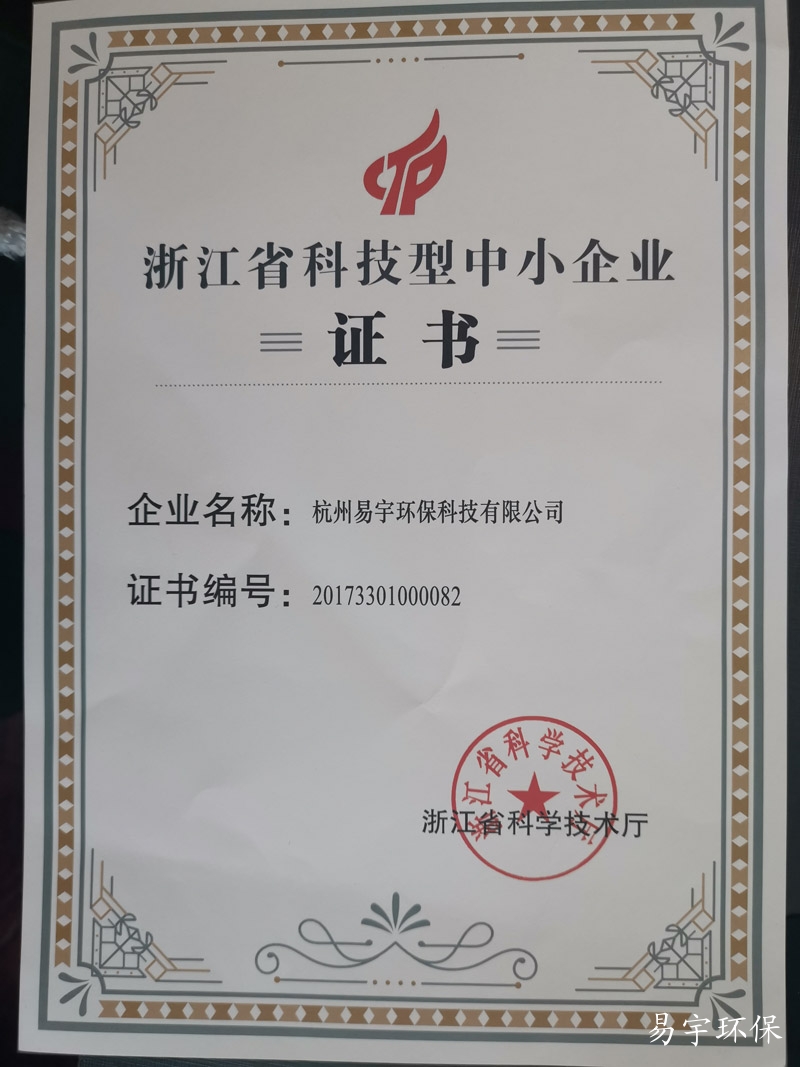 浙江省科技型中小企业
证书
企业名称：杭州易宇环保科技有限公司
证书编号：20173301000082
浙江省科学技术厅
浙江省科学技术厅
易宇环保